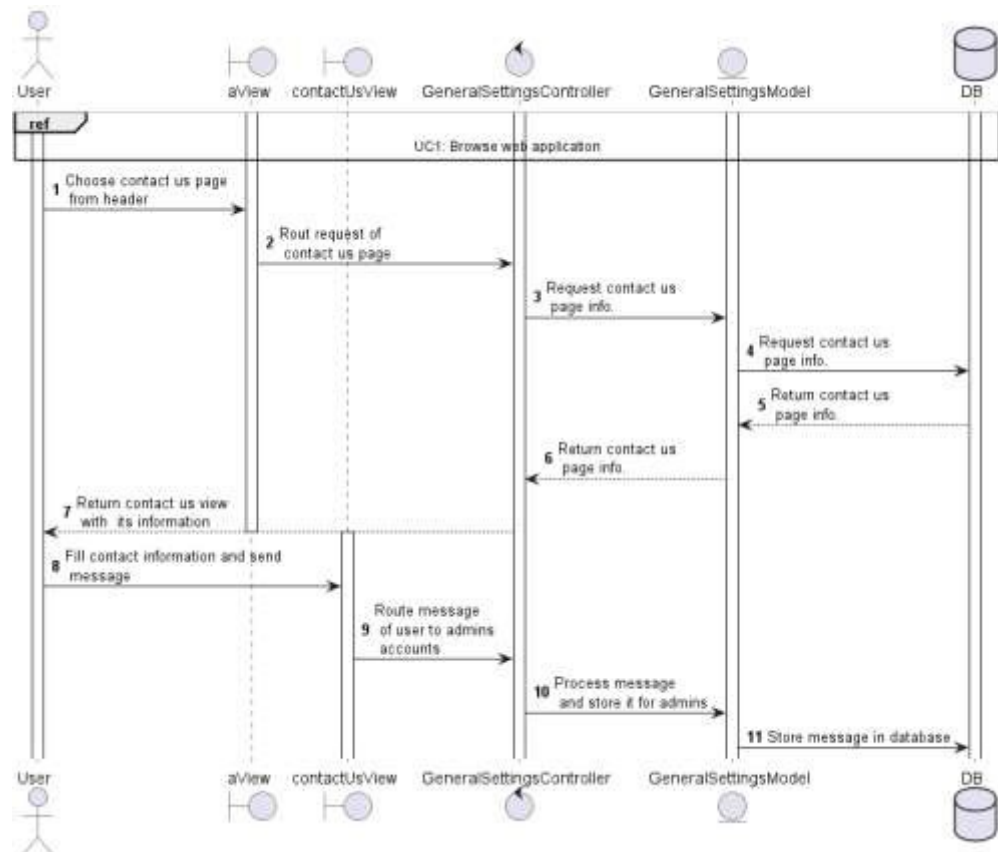 User
aView
contactUsView
GeneralSettingsController
GeneralSettingsModel
DB
ref
UC1: Browse web application
1 Choose contact us page
from header
2 Rout request of
contact us page
3 Request contact us
page info.
4 Request contact us
page info.
5 Return contact us
page info
6 Return contact us
page info
7 Return contact us view
with its information
8 Fill contact information and send
message
Route message
9 of user to admins
accounts
10 Process message
and store it for admins
11 Store message in database
User
aView
contactUsView
GeneralSettingsController
GeneralSettingsModel
DB